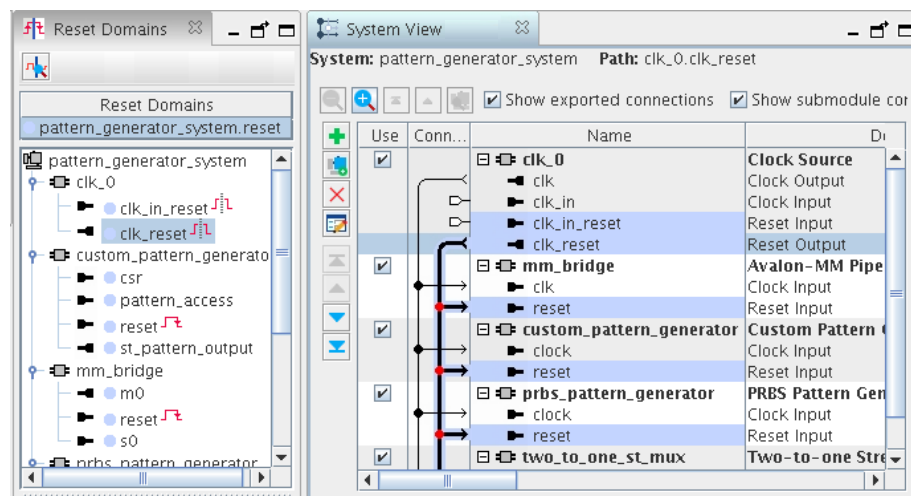 Reset Domains
Reset Domains
pattern_generator_system.reset
pattern_generator_system
clk_0
clk_in_reset
clk_reset
custom_pattern_generato
csr
pattern_access
reset
st_pattern_output
mm_bridge
m0
reset
s0
prbs_pattern_generator
System View
System: pattern_generator_system Path: clk_0.clk_reset
Show exported connections Show submodule cor
Use Conn... Name
clk_0 Clock Source
clk Clock Output
clk_in Clock Input
clk_in_reset Reset Input
clk_reset Reset Output
mm_bridge Avalon-MM Pipe
clk Clock Input
reset Reset Input
custom_pattern_generator Custom Pattern
clock Clock Input
reset Reset Input
prbs_pattern_generator PRBS Pattern Gen
clock Clock Input
reset Reset Input
two_to_one_st_mux Two-to-one Stre